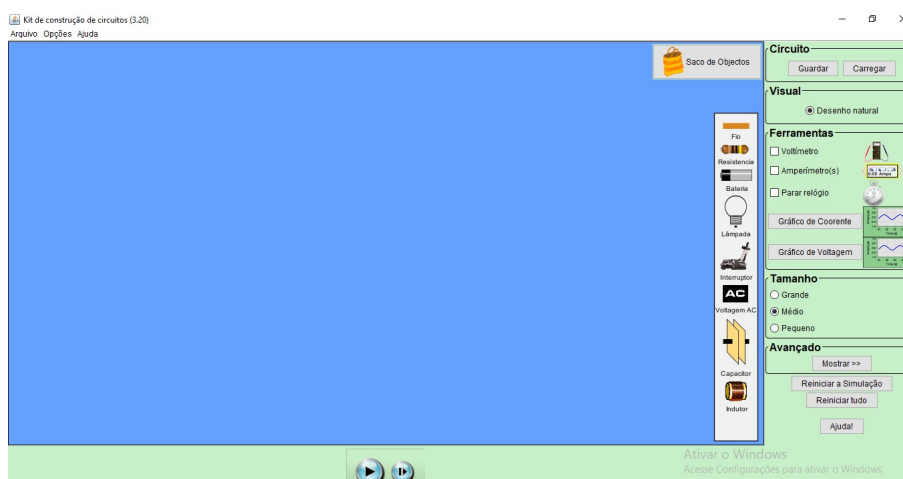 Kit de construção de circuitos (3.20)
Arquivo Opções Ajuda
Saco de Objectos
Fio
Resistencia
Bateria
Lâmpada
Interruptor
AC
Voltagem AC
Capacitor
Indutor
Circuito
Guardar Carregar
Visual
Desenho natural
Ferramentas
Voltímetro
Amperímetro(s)
Parar relógio
Gráfico de Coorente
Gráfico de Voltagem
Tamanho
Grande
Médio
Pequeno
Avançado
Mostrar >>
Reiniciar a Simulação
Reiniciar tudo
Ajuda!
Ativar o Windows
Acesse Configurações para ativar o Windows.